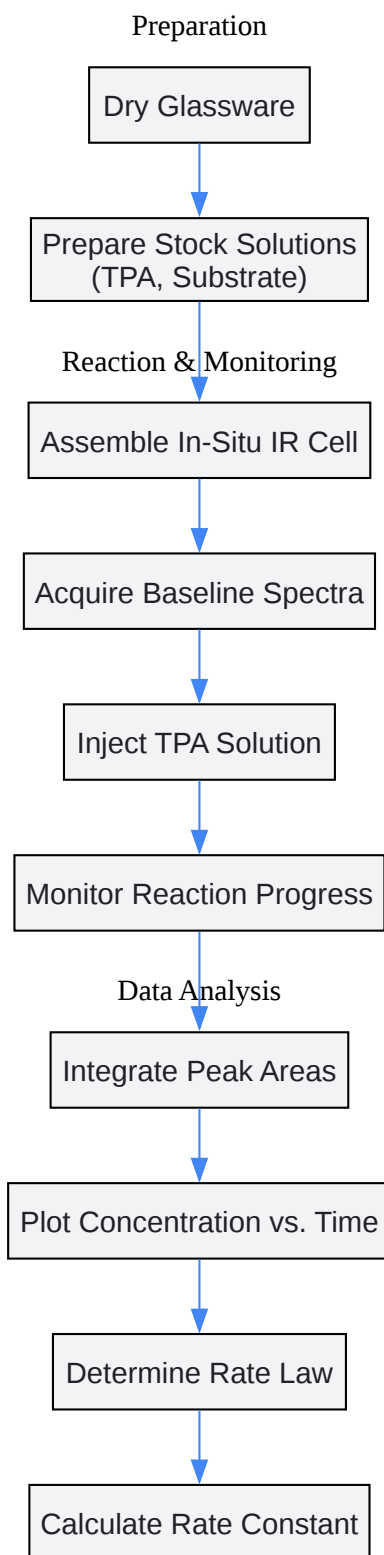 Preparation
Dry Glassware
Prepare Stock Solutions
(TPA, Substrate)
Reaction & Monitoring
Assemble In-Situ IR Cell
Acquire Baseline Spectra
Inject TPA Solution
Monitor Reaction Progress
Data Analysis
Integrate Peak Areas
Plot Concentration vs. Time
Determine Rate Law
Calculate Rate Constant